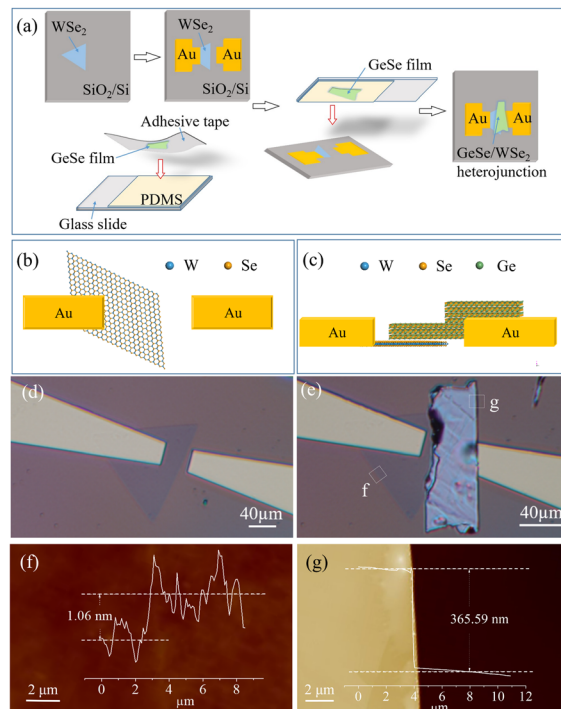 (a)
WSe2
SiO2/Si
WSe2
Au
Au
SiO2/Si
GeSe film
Adhesive tape
GeSe film
PDMS
Glass slide
Au
Au
GeSe/WSe2
heterojunction
(b)
W
Se
Au
Au
(c)
W
Se
Ge
Au
Au
(d)
40μm
(e)
g
f
40μm
(f)
1.06 nm
2 μm
0 2 4 6 8
μm
(g)
365.59 nm
2 μm
0 2 4 6 8 10 12
μm